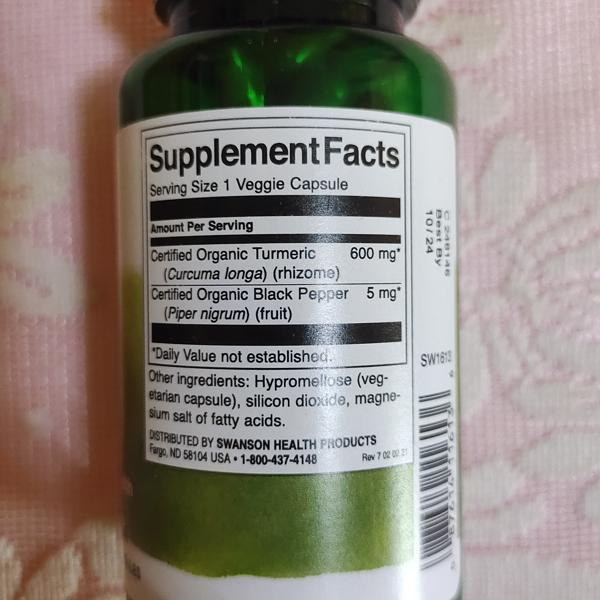 Supplement Facts
Serving Size 1 Veggie Capsule
Amount Per Serving
Certified Organic Turmeric 600 mg*
(Curcuma longa) (rhizome)
Certified Organic Black Pepper 5 mg*
(Piper nigrum) (fruit)
*Daily Value not established.
Other ingredients: Hypromellose (veg-
etarian capsule), silicon dioxide, magne-
sium salt of fatty acids.
DISTRIBUTED BY SWANSON HEALTH PRODUCTS
Fargo, ND 58104 USA • 1-800-437-4148
Rev 7 02 02 21
C 248146
Best By
10/24
SW1613